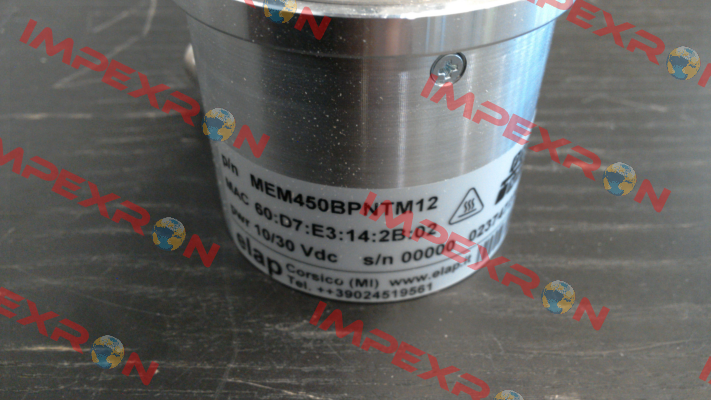 p/n MEM450BPNTM12
MAC 60:D7:E3:14:2B:02
pwr 10/30 Vdc s/n 00000
elap Corsico (MI) www.elap.it
Tel. ++39024519561
IMPEXRON
IMPEXRON
IMPEXRON
IMPEXRON